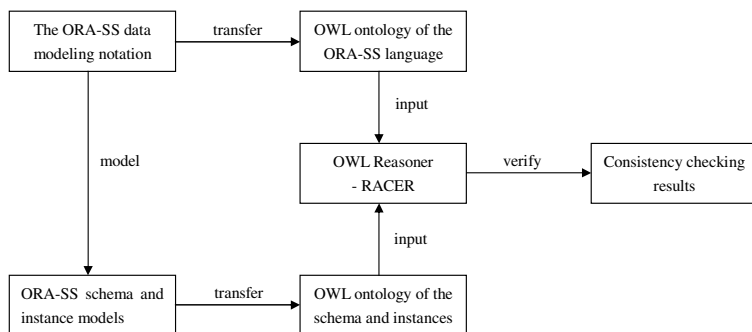 The ORA-SS data
modeling notation
transfer
OWL ontology of the
ORA-SS language
input
model
OWL Reasoner
- RACER
verify
Consistency checking
results
input
ORA-SS schema and
instance models
transfer
OWL ontology of the
schema and instances